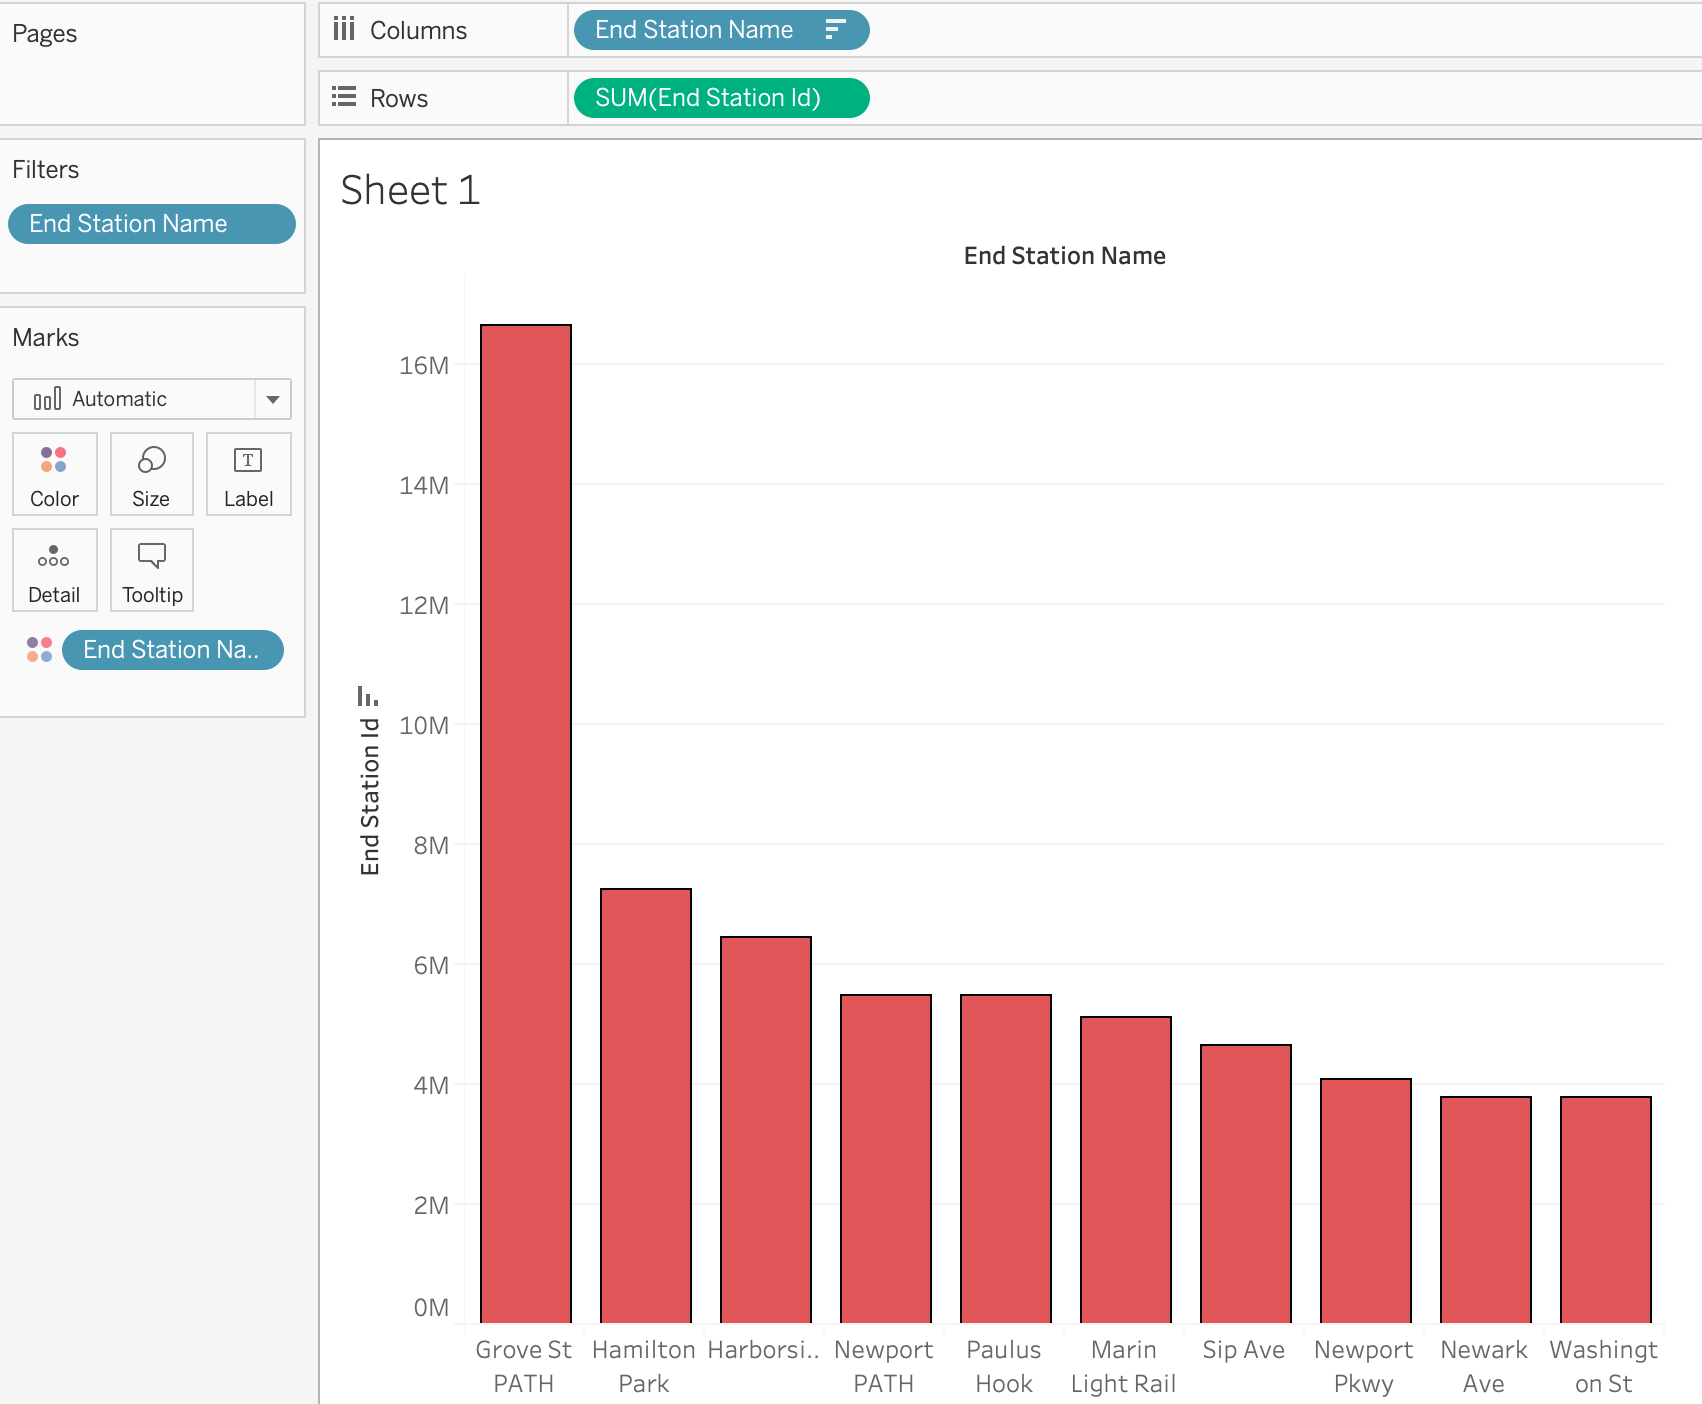 Pages
Columns
End Station Name
Rows
SUM(End Station Id)
Filters
End Station Name
Marks
Automatic
Color
Size
T
Label
Detail
Tooltip
End Station Na..
Sheet 1
End Station Name
End Station Id
16M
14M
12M
10M
8M
6M
4M
2M
0M
Grove St
PATH
Hamilton
Park
Harborsi..
Newport
PATH
Paulus
Hook
Marin
Light Rail
Sip Ave
Newport
Pkwy
Newark
Ave
Washingt
on St